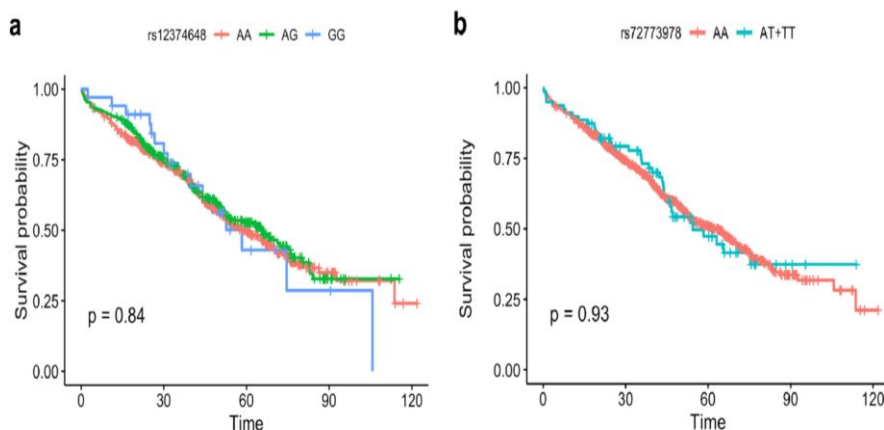 a
rs12374648 AA AG GG
Survival probability
1.00
0.75
0.50
0.25
0.00
p = 0.84
0 30 60 90 120
Time
b
rs72773978 AA AT+TT
Survival probability
1.00
0.75
0.50
0.25
0.00
p = 0.93
0 30 60 90 120
Time